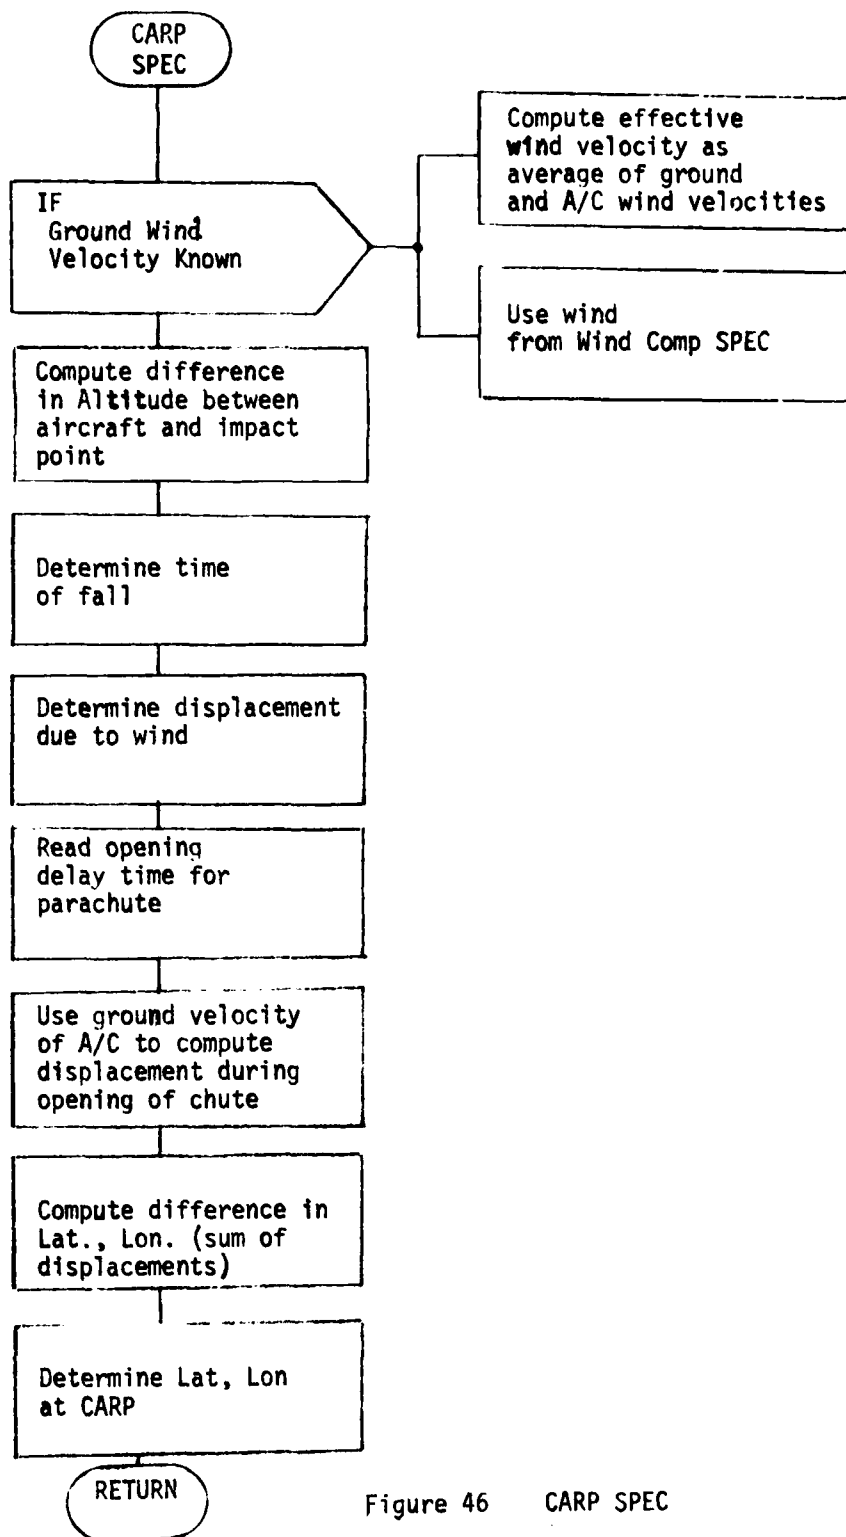 CARP
SPEC
IF
Ground Wind
Velocity Known
Compute effective
wind velocity as
average of ground
and A/C wind velocities
Use wind
from Wind Comp SPEC
Compute difference
in Altitude between
aircraft and impact
point
Determine time
of fall
Determine displacement
due to wind
Read opening
delay time for
parachute
Use ground velocity
of A/C to compute
displacement during
opening of chute
Compute difference in
Lat., Lon. (sum of
displacements)
Determine Lat, Lon
at CARP
RETURN
Figure 46 CARP SPEC